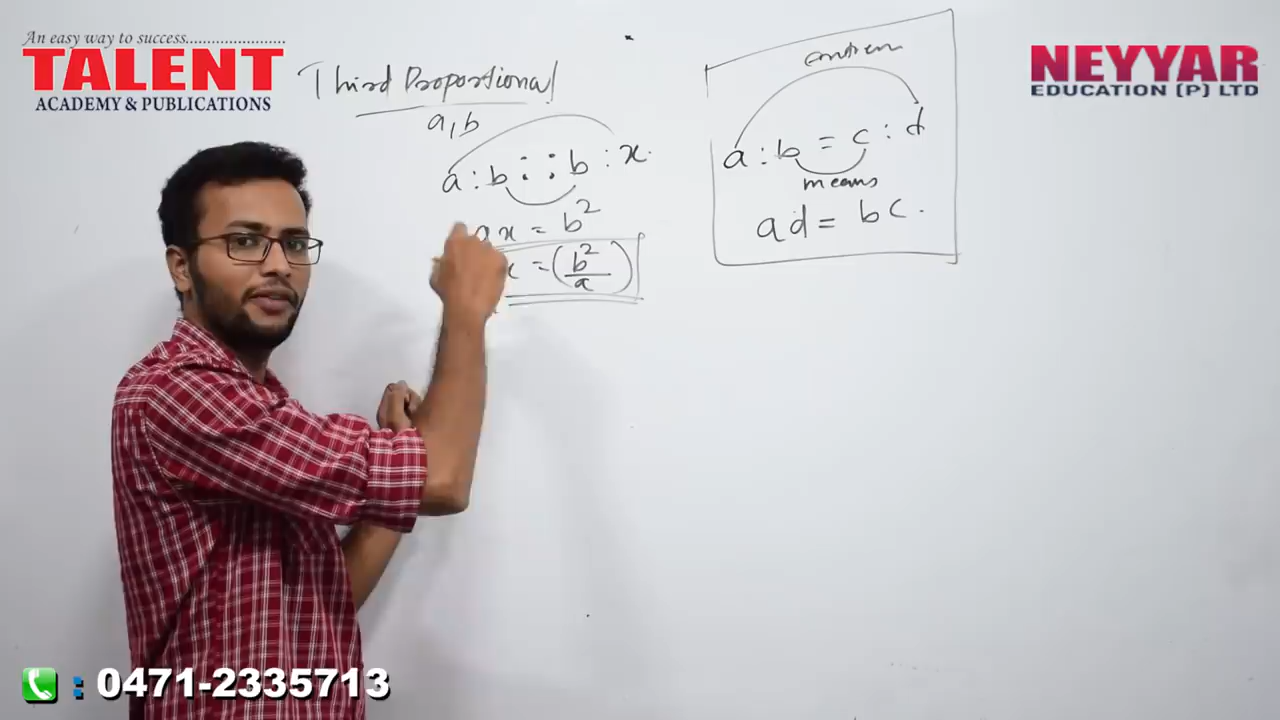 An easy way to success.......................
TALENT
ACADEMY & PUBLICATIONS
NEYYAR
EDUCATION (P) LTD
Third Proportional
a, b
a : b :: b : x
ax = b²
x = (b²/a)
a : b = c : d
means
ad = bc.
: 0471-2335713